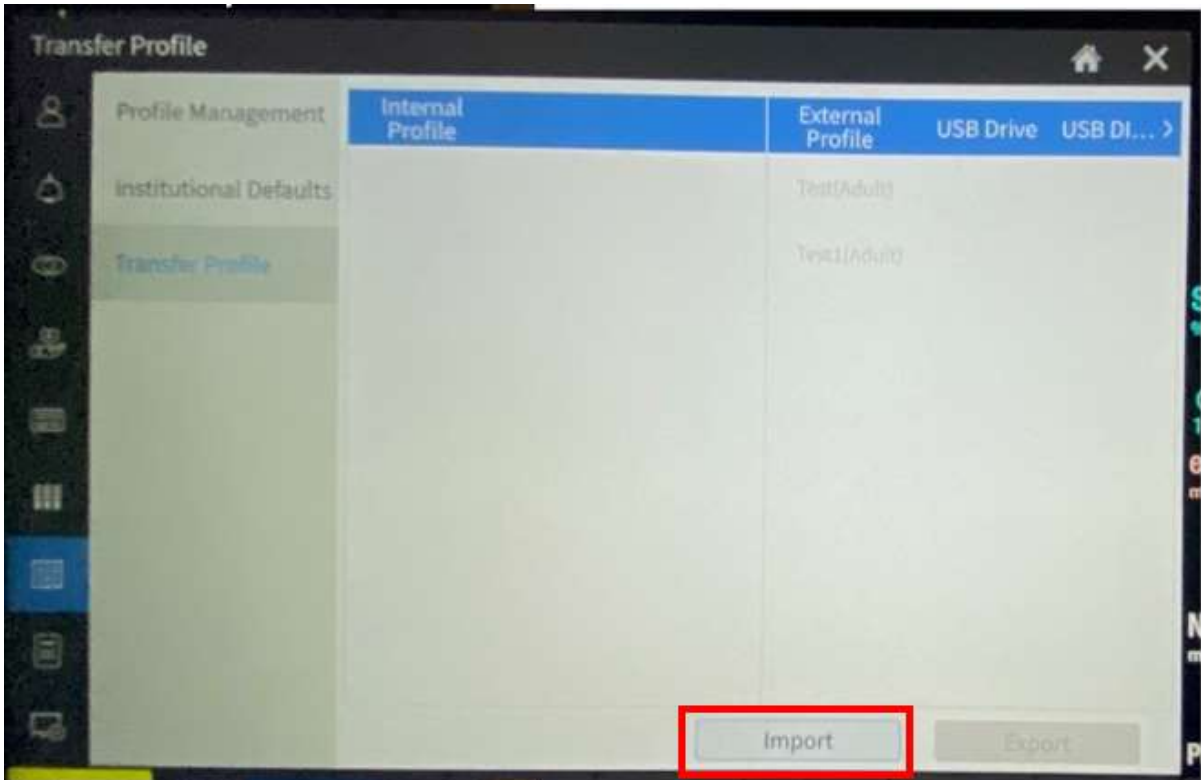 Transfer Profile
Profile Management
Institutional Defaults
Transfer Profile
Internal
Profile
External
Profile
USB Drive
USB DI...
Test(Adult)
Test1(Adult)
Import
Export